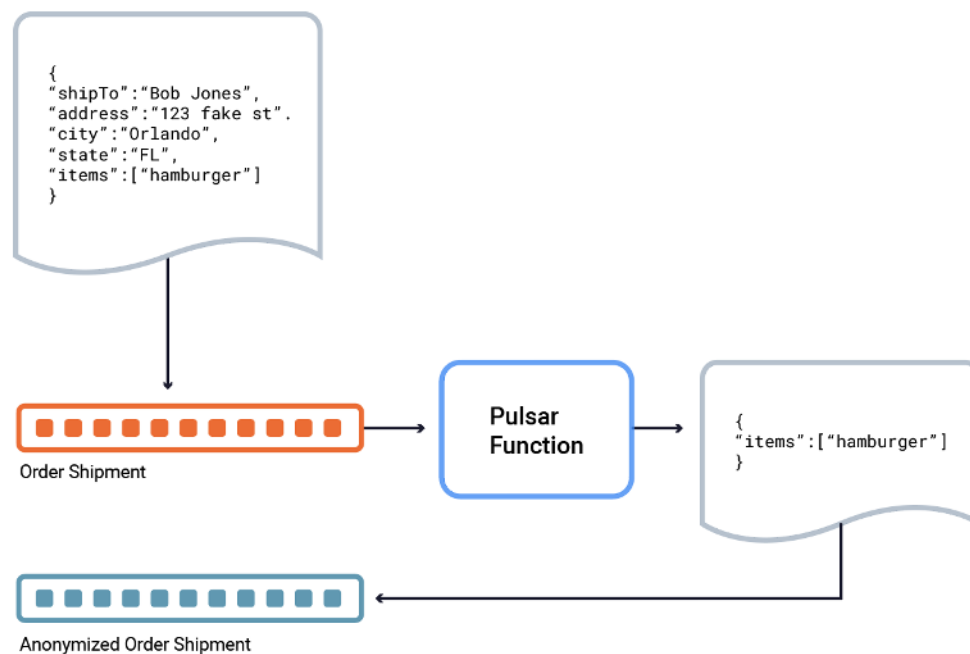 {
“shipTo”:“Bob Jones”,
“address”:“123 fake st”.
“city”:“Orlando”,
“state”:“FL”,
“items”:[“hamburger”]
}
Order Shipment
Pulsar
Function
{
“items”:[“hamburger”]
}
Anonymized Order Shipment